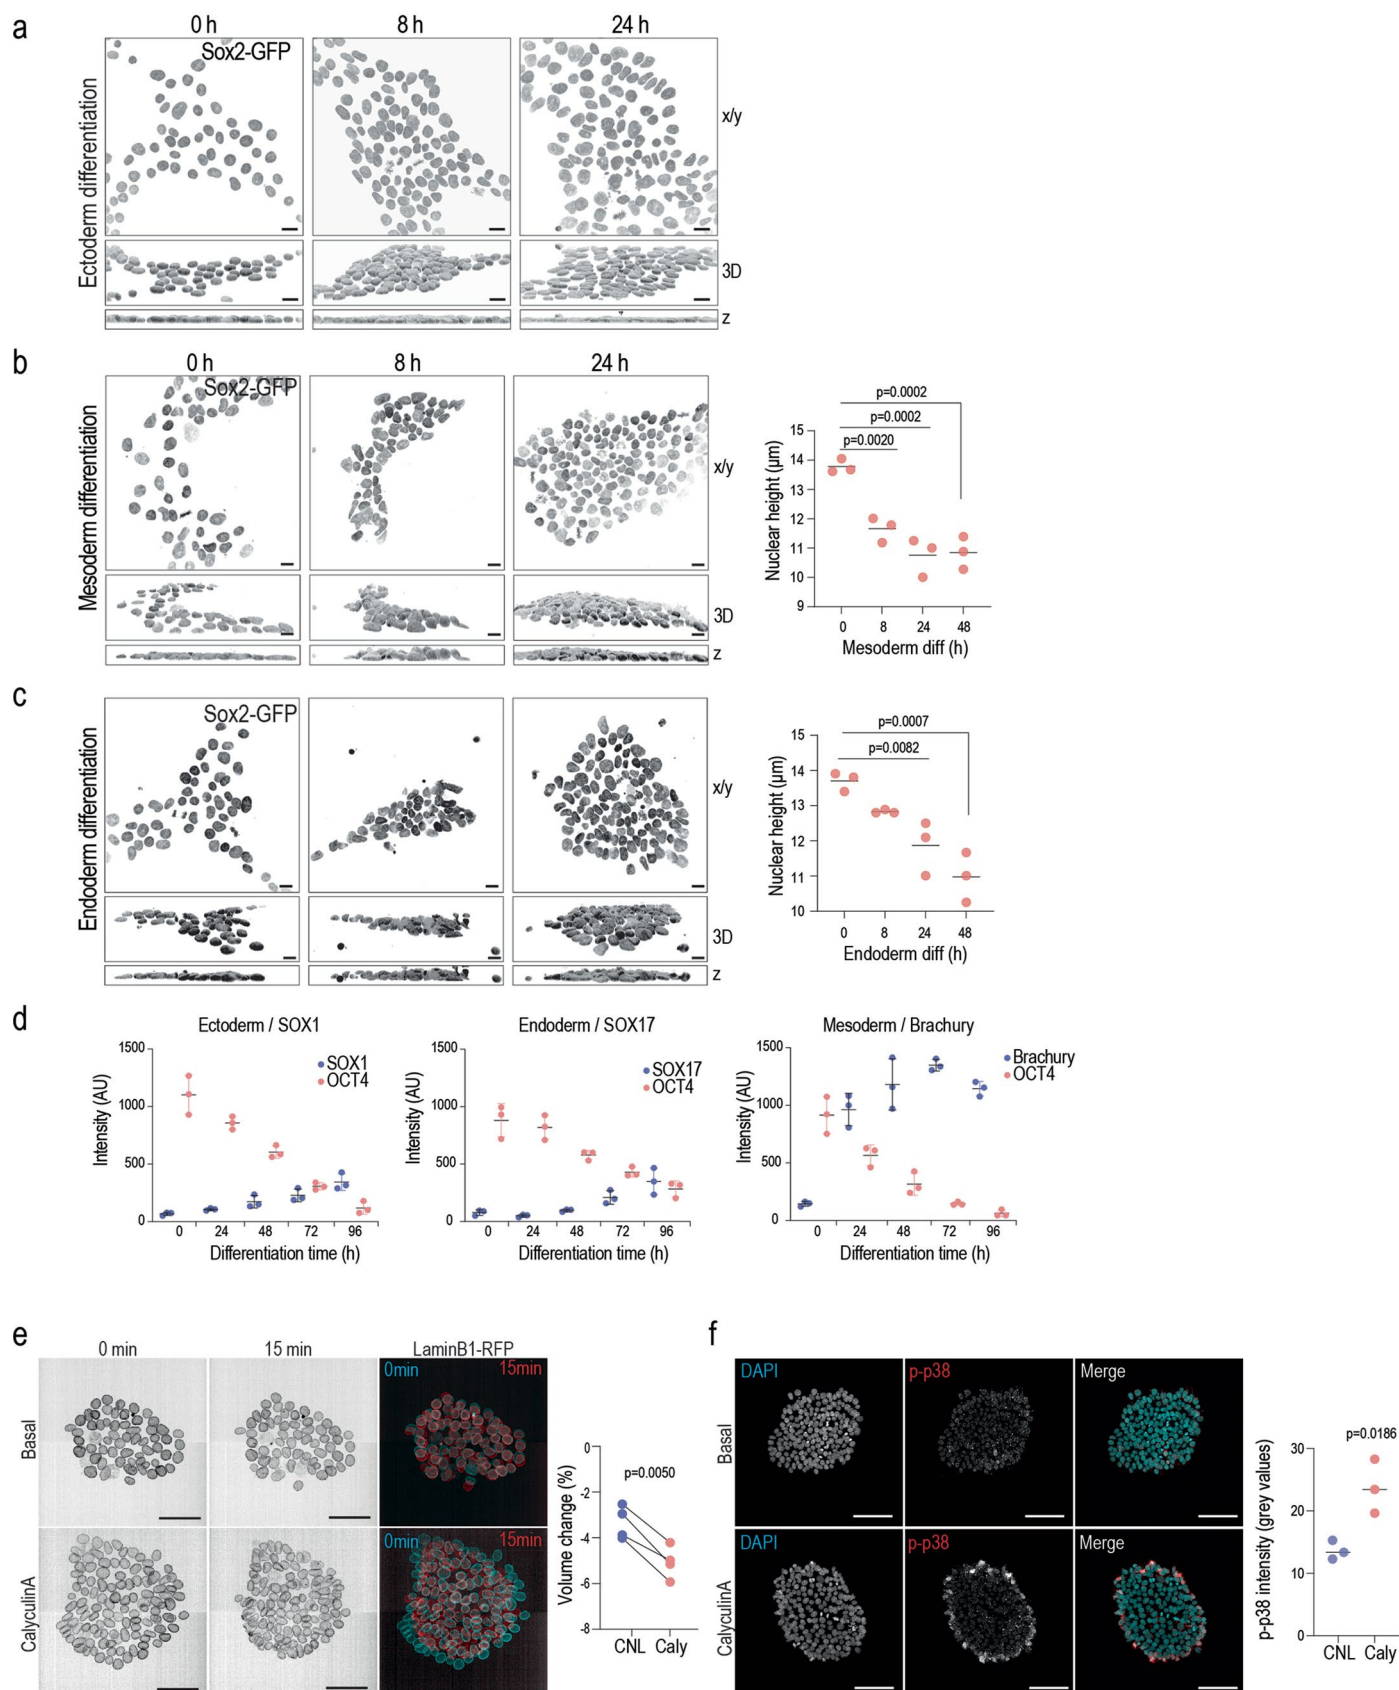 a
0 h 8 h 24 h
Sox2-GFP
Ectoderm differentiation
x/y
3D
z
b
0 h 8 h 24 h
Sox2-GFP
Mesoderm differentiation
x/y
3D
z
p=0.0002
p=0.0002
p=0.0020
Nuclear height (µm)
15
14
13
12
11
10
9
0 8 24 48
Mesoderm diff (h)
c
Sox2-GFP
Endoderm differentiation
x/y
3D
z
p=0.0007
p=0.0082
Nuclear height (µm)
15
14
13
12
11
10
0 8 24 48
Endoderm diff (h)
d
Ectoderm / SOX1
SOX1
OCT4
Intensity (AU)
1500
1000
500
0
0 24 48 72 96
Differentiation time (h)
Endoderm / SOX17
SOX17
OCT4
Intensity (AU)
1500
1000
500
0
0 24 48 72 96
Differentiation time (h)
Mesoderm / Brachury
Brachury
OCT4
Intensity (AU)
1500
1000
500
0
0 24 48 72 96
Differentiation time (h)
e
0 min 15 min LaminB1-RFP
0min 15min
Basal
0min 15min
CalyculinA
Volume change (%)
p=0.0050
0
-2
-4
-6
-8
CNL Caly
f
DAPI p-p38 Merge
Basal
DAPI p-p38 Merge
CalyculinA
p-p38 intensity (grey values)
p=0.0186
30
20
10
0
CNL Caly